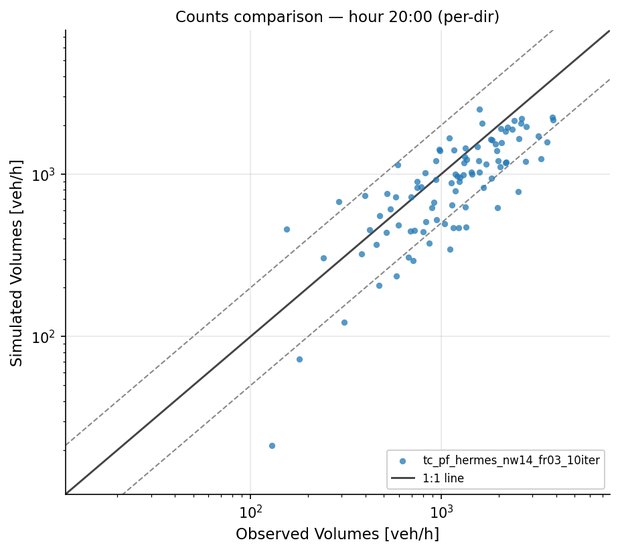 Counts comparison — hour 20:00 (per-dir)
Simulated Volumes [veh/h]
10³
10²
10² 10³
Observed Volumes [veh/h]
tc_pf_hermes_nw14_fr03_10iter
1:1 line